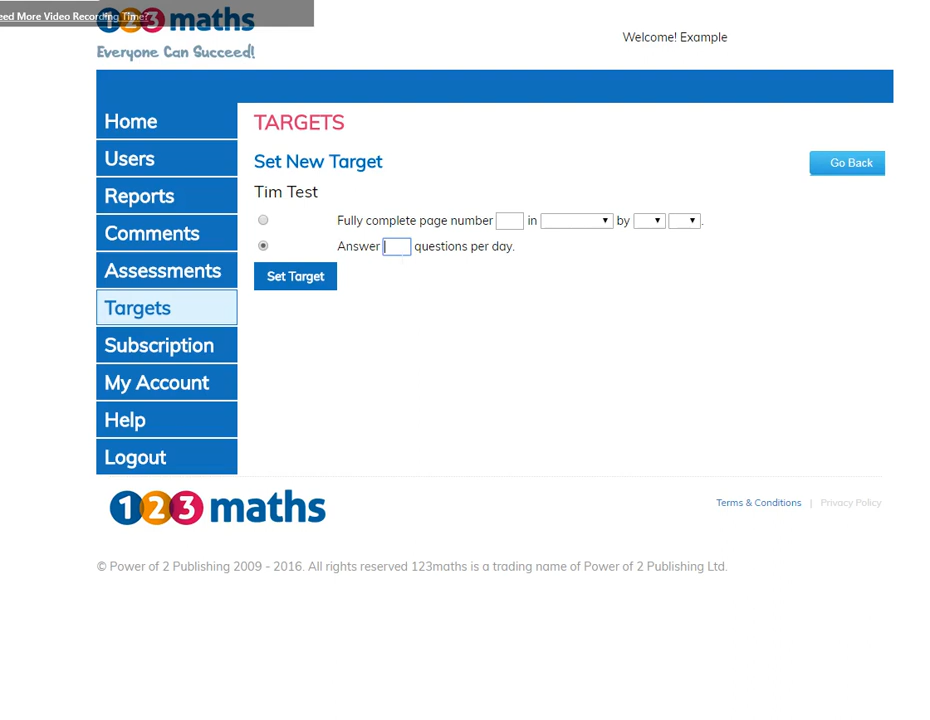 eed More Video Recording Time?
123 maths
Everyone Can Succeed!
Welcome! Example
Home
Users
Reports
Comments
Assessments
Targets
Subscription
My Account
Help
Logout
TARGETS
Set New Target
Go Back
Tim Test
Fully complete page number in by .
Answer questions per day.
Set Target
123 maths
Terms & Conditions | Privacy Policy
© Power of 2 Publishing 2009 - 2016. All rights reserved 123maths is a trading name of Power of 2 Publishing Ltd.